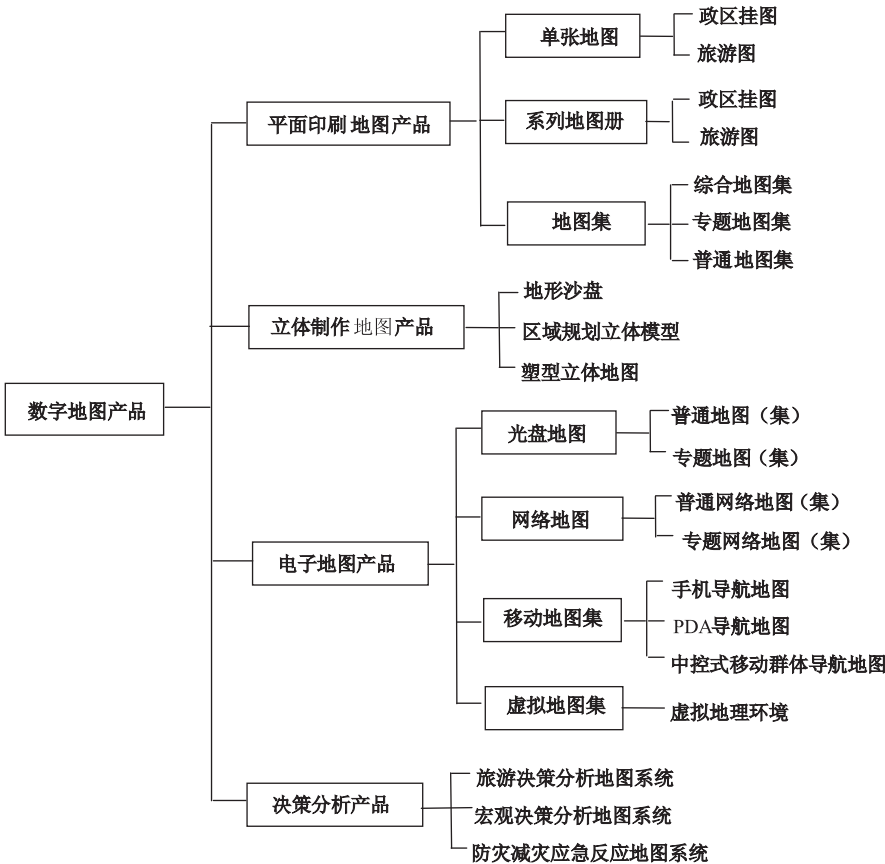 数字地图产品
平面印刷 地图产品
单张地图
政区挂图
旅游图
系列地图册
政区挂图
旅游图
地图集
综合地图集
专题地图集
普通地图集
立体制作 地图产品
地形沙盘
区域规划立体模型
塑型立体地图
电子地图产品
光盘地图
普通地图（集）
专题地图（集）
网络地图
普通网络地图（集）
专题网络地图（集）
移动地图集
手机导航地图
PDA导航地图
中控式移动群体导航地图
虚拟地图集
虚拟地理环境
决策分析产品
旅游决策分析地图系统
宏观决策分析地图系统
防灾减灾应急反应地图系统